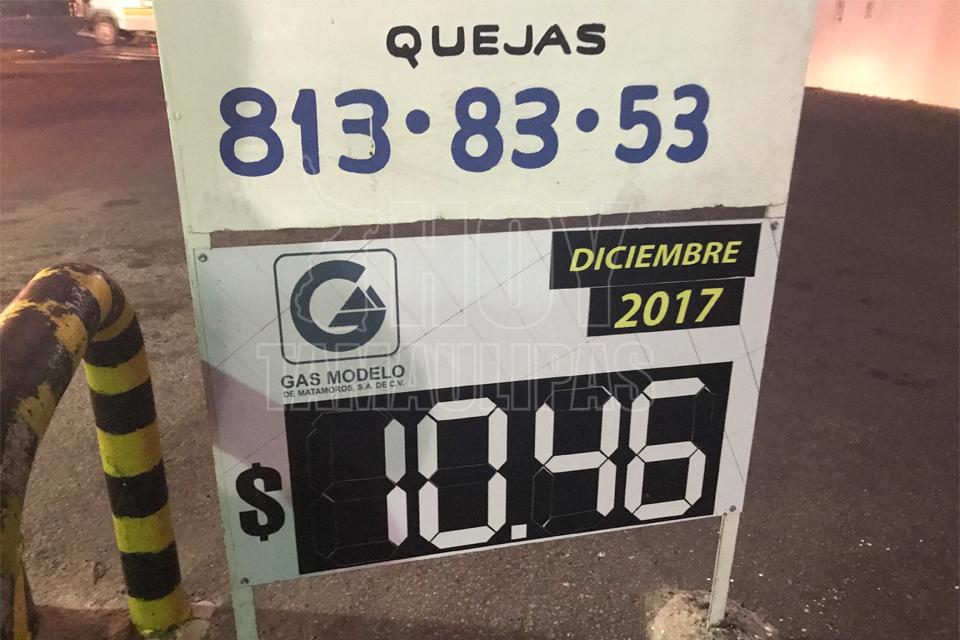 QUEJAS
813·83·53
DICIEMBRE
2017
GAS MODELO
DE MATAMOROS, S.A. DE C.V.
$ 10.46
HOY
TAMAULIPAS